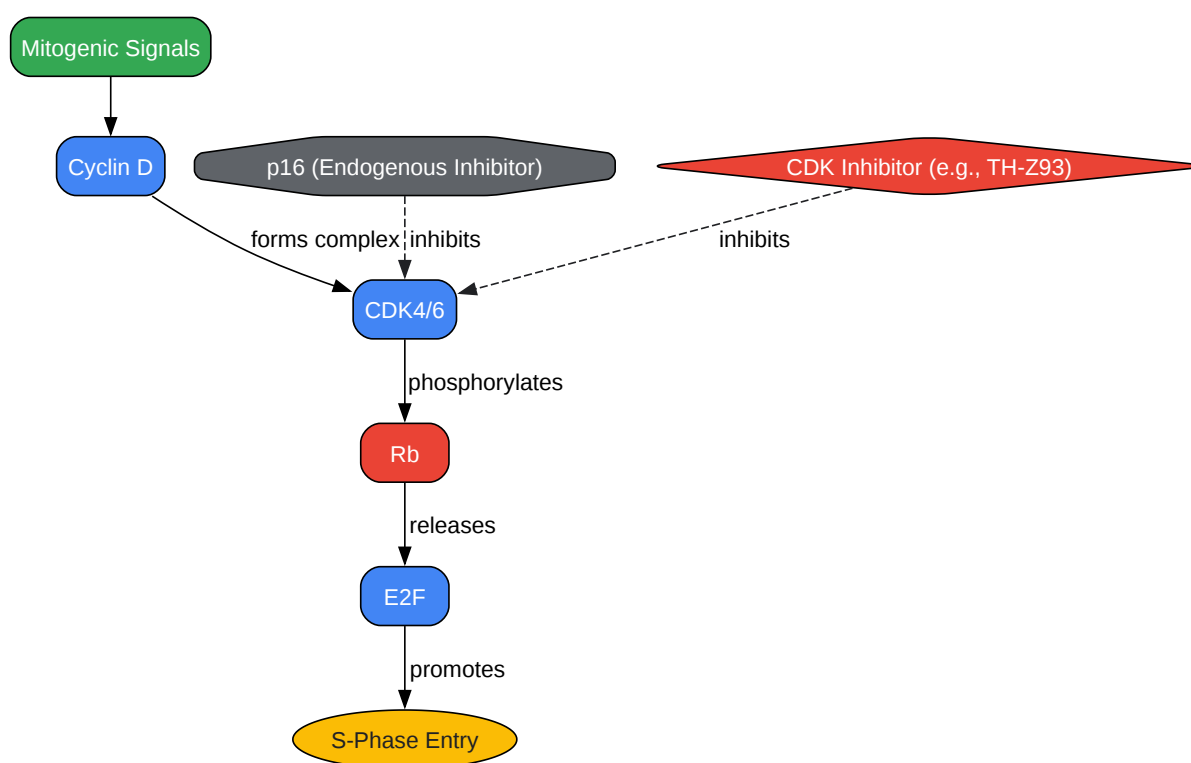 Mitogenic Signals
Cyclin D
p16 (Endogenous Inhibitor)
CDK Inhibitor (e.g., TH-Z93)
forms complex
inhibits
inhibits
CDK4/6
phosphorylates
Rb
releases
E2F
promotes
S-Phase Entry